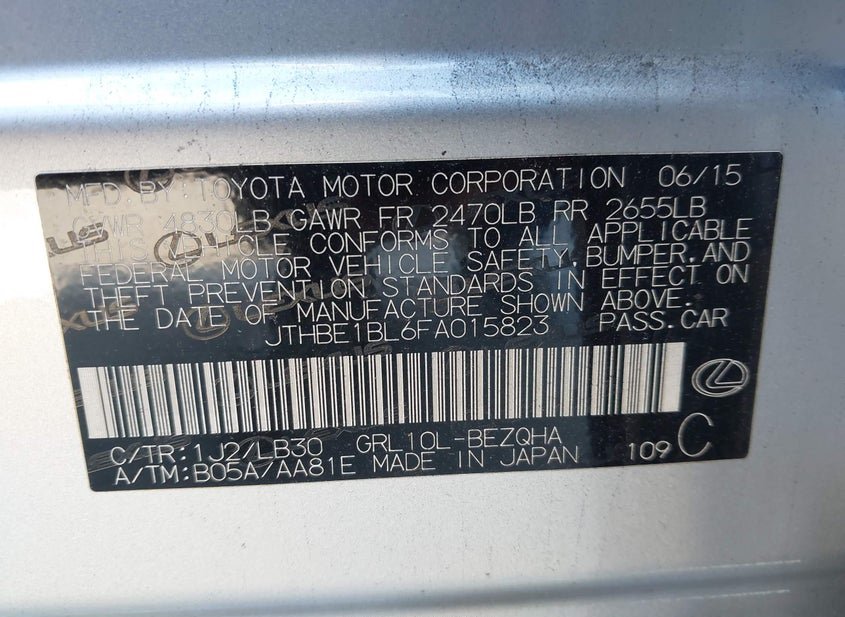 MFD.BY:TOYOTA MOTOR CORPORATION 06/15
GVWR 4830LB GAWR FR 2470LB RR 2655LB
THIS VEHICLE CONFORMS TO ALL APPLICABLE
FEDERAL MOTOR VEHICLE SAFETY,BUMPER,AND
THEFT PREVENTION STANDARDS IN EFFECT ON
THE DATE OF MANUFACTURE SHOWN ABOVE.
JTHBE1BL6FA015823 PASS.CAR
C/TR:1J2/LB30 GRL10L-BEZQHA
A/TM:B05A/AA81E MADE IN JAPAN 109 C